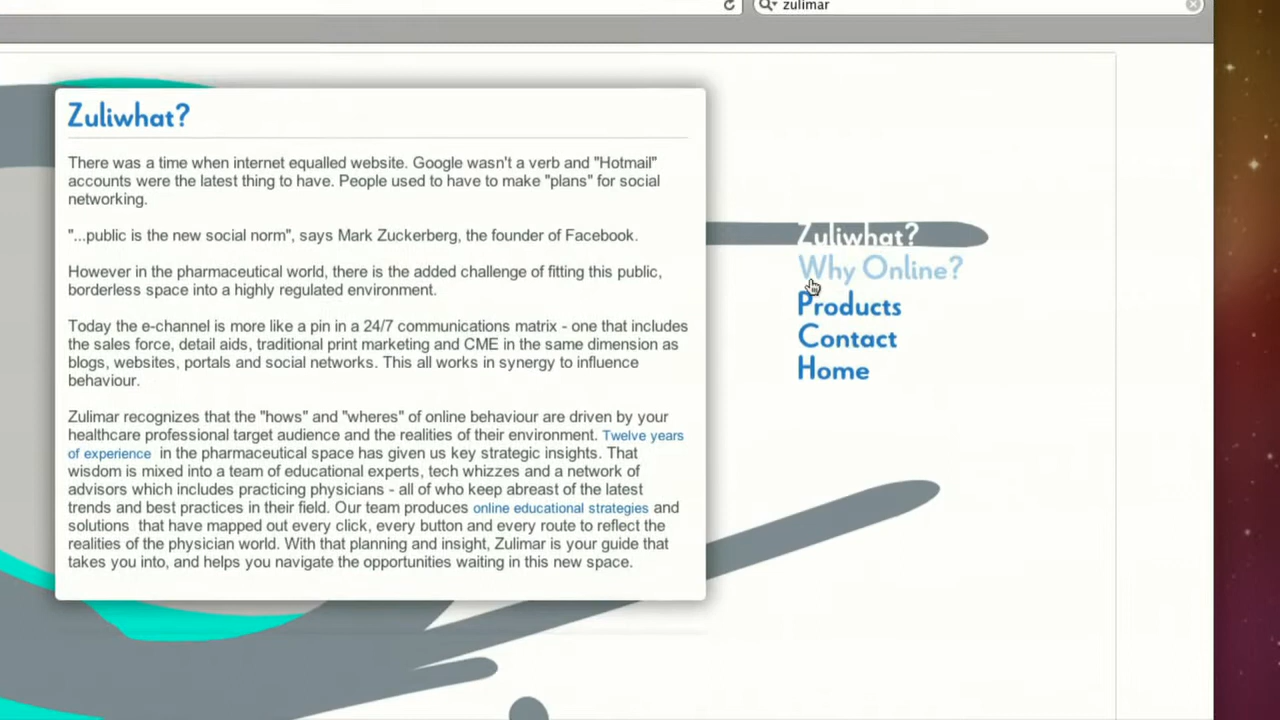 zulimar
Zuliwhat?
There was a time when internet equalled website. Google wasn't a verb and "Hotmail"
accounts were the latest thing to have. People used to have to make "plans" for social
networking.
"...public is the new social norm", says Mark Zuckerberg, the founder of Facebook.
However in the pharmaceutical world, there is the added challenge of fitting this public,
borderless space into a highly regulated environment.
Today the e-channel is more like a pin in a 24/7 communications matrix - one that includes
the sales force, detail aids, traditional print marketing and CME in the same dimension as
blogs, websites, portals and social networks. This all works in synergy to influence
behaviour.
Zulimar recognizes that the "hows" and "wheres" of online behaviour are driven by your
healthcare professional target audience and the realities of their environment. Twelve years
of experience in the pharmaceutical space has given us key strategic insights. That
wisdom is mixed into a team of educational experts, tech whizzes and a network of
advisors which includes practicing physicians - all of who keep abreast of the latest
trends and best practices in their field. Our team produces online educational strategies and
solutions that have mapped out every click, every button and every route to reflect the
realities of the physician world. With that planning and insight, Zulimar is your guide that
takes you into, and helps you navigate the opportunities waiting in this new space.
Zuliwhat?
Why Online?
Products
Contact
Home